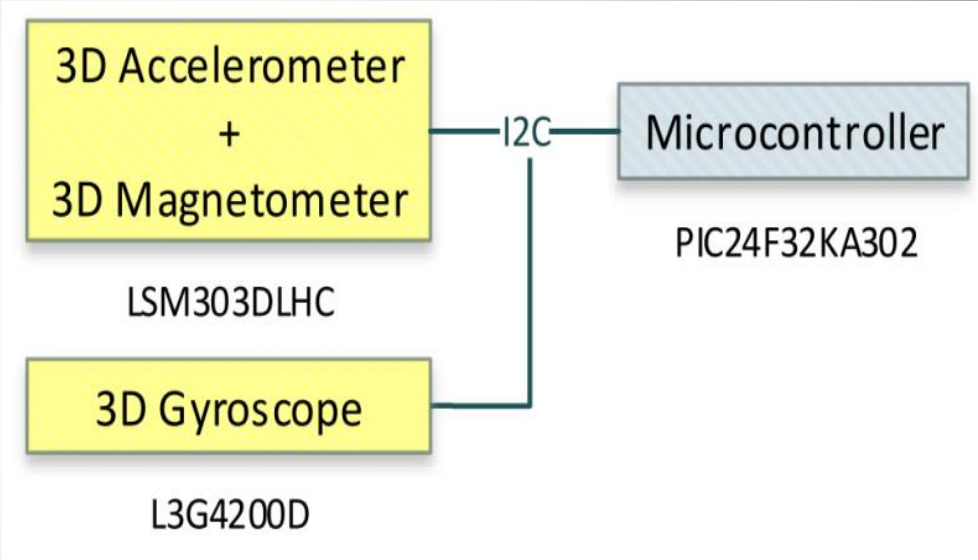 3D Accelerometer
+
3D Magnetometer
LSM303DLHC
I2C
Microcontroller
PIC24F32KA302
3D Gyroscope
L3G4200D